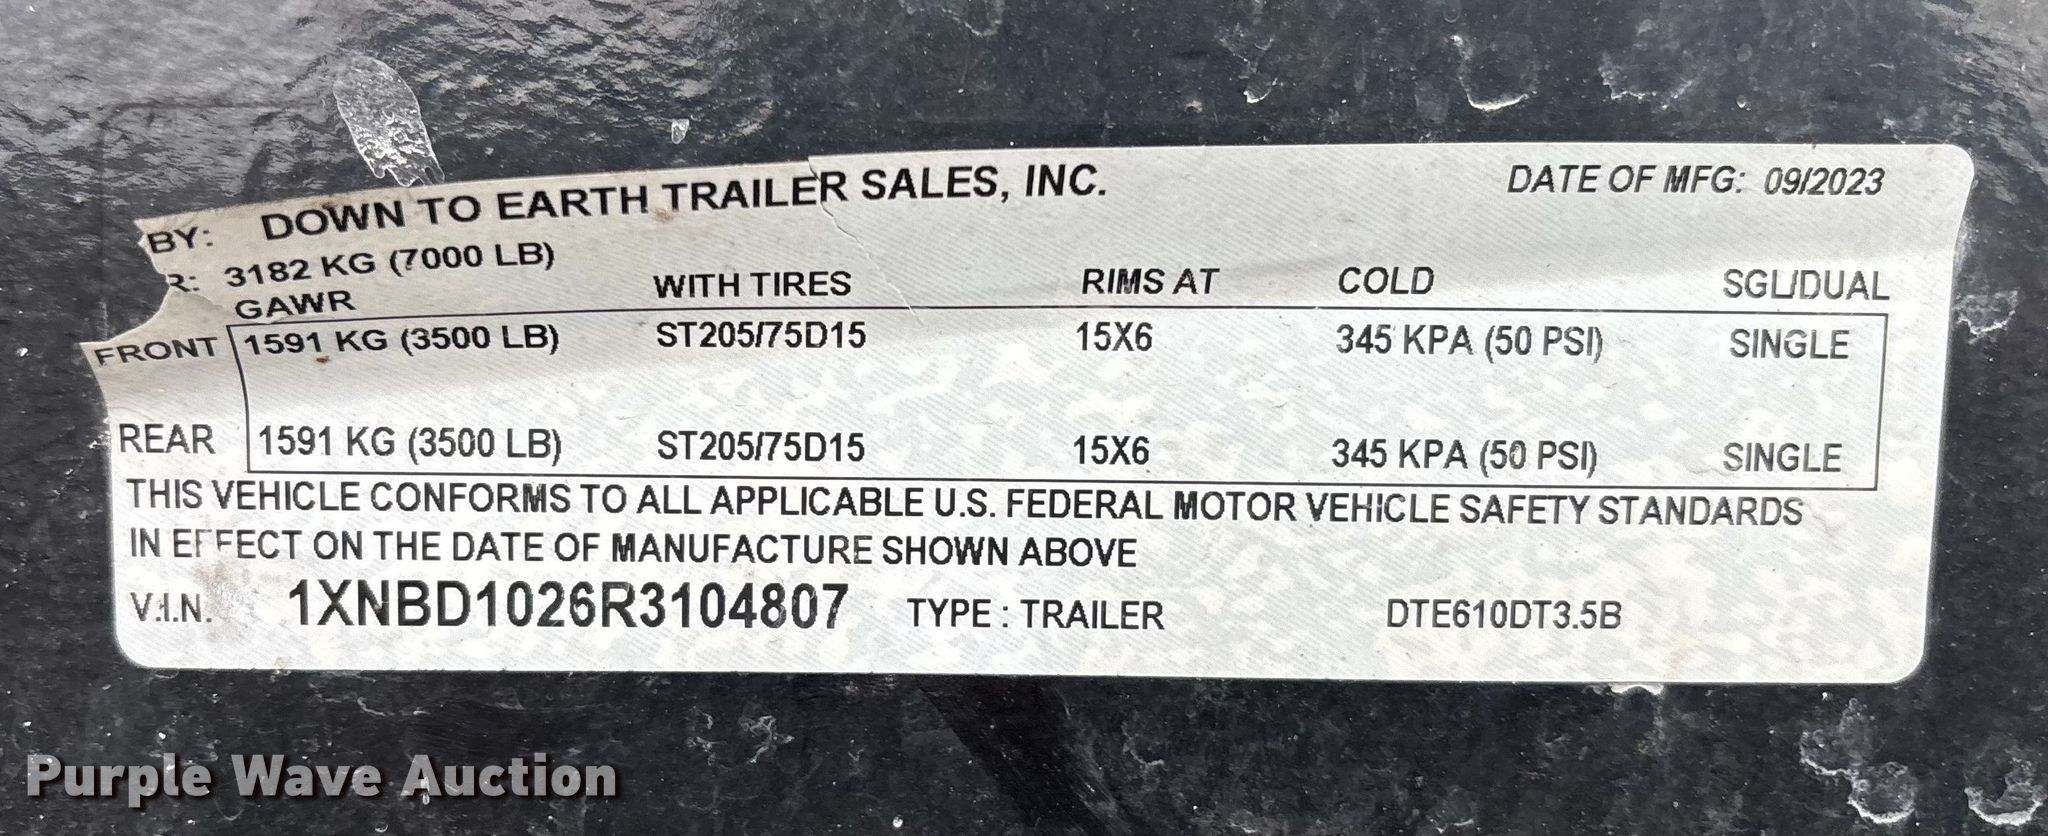 BY: DOWN TO EARTH TRAILER SALES, INC. DATE OF MFG: 09/2023
R: 3182 KG (7000 LB)
GAWR WITH TIRES RIMS AT COLD SGL/DUAL
FRONT 1591 KG (3500 LB) ST205/75D15 15X6 345 KPA (50 PSI) SINGLE
REAR 1591 KG (3500 LB) ST205/75D15 15X6 345 KPA (50 PSI) SINGLE
THIS VEHICLE CONFORMS TO ALL APPLICABLE U.S. FEDERAL MOTOR VEHICLE SAFETY STANDARDS
IN EFFECT ON THE DATE OF MANUFACTURE SHOWN ABOVE
V.I.N. 1XNBD1026R3104807 TYPE : TRAILER DTE610DT3.5B
Purple Wave Auction